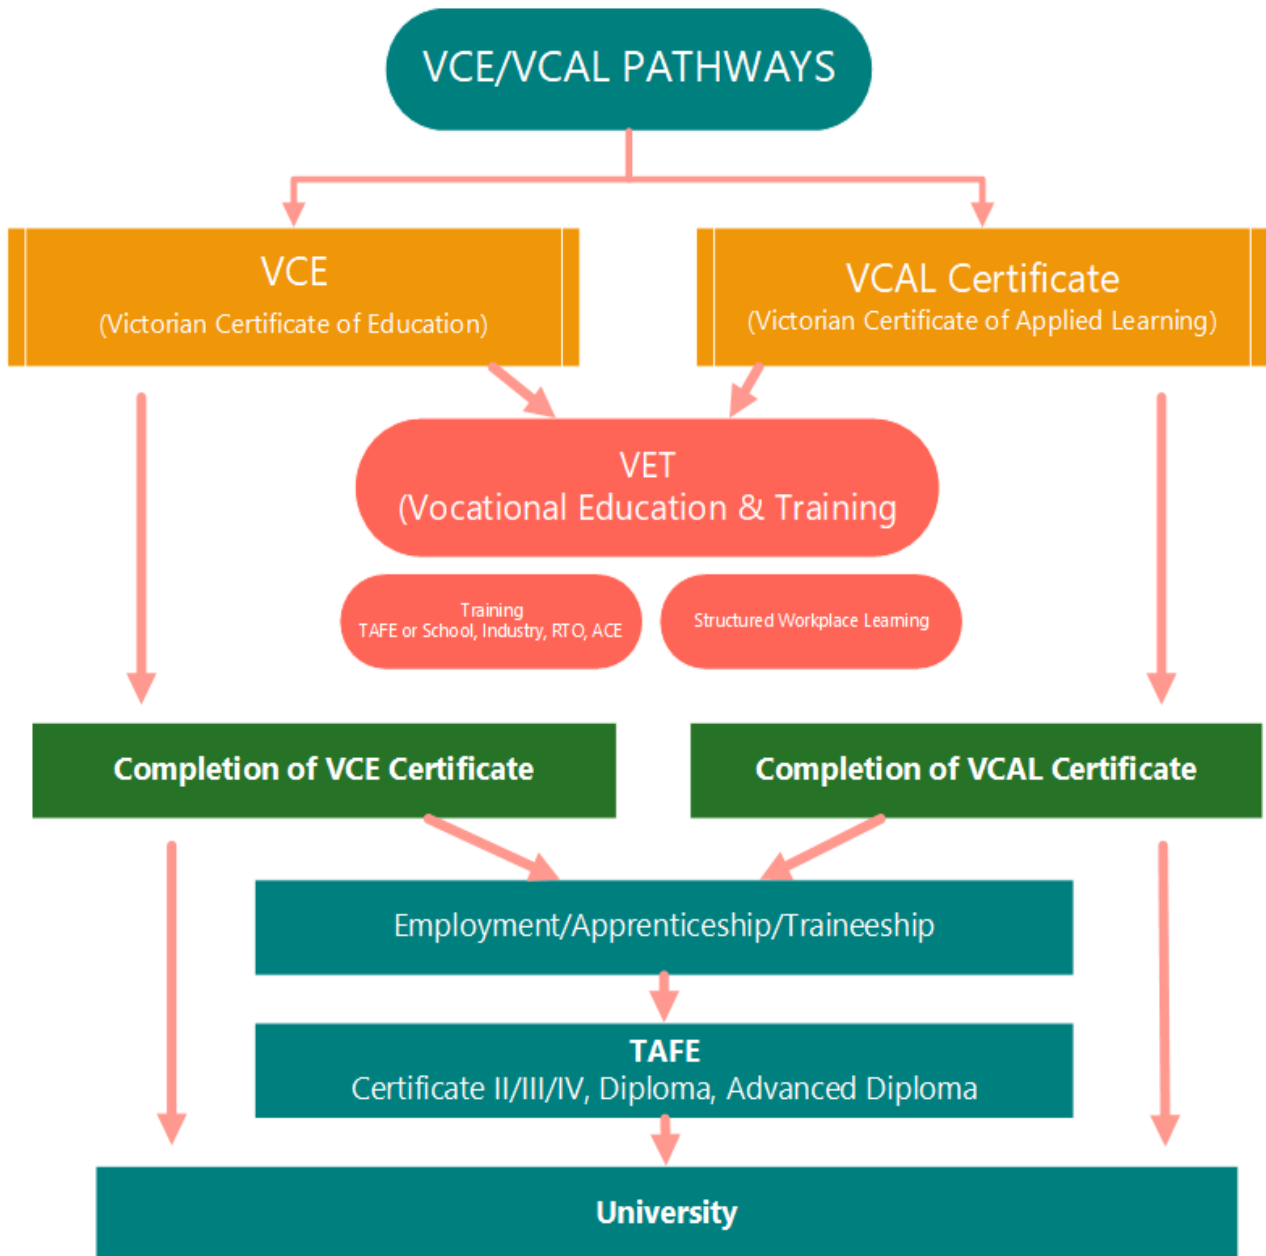 VCE/VCAL PATHWAYS
VCE
(Victorian Certificate of Education)
VCAL Certificate
(Victorian Certificate of Applied Learning)
VET
(Vocational Education & Training
Training
TAFE or School, Industry, RTO, ACE
Structured Workplace Learning
Completion of VCE Certificate
Completion of VCAL Certificate
Employment/Apprenticeship/Traineeship
TAFE
Certificate II/III/IV, Diploma, Advanced Diploma
University